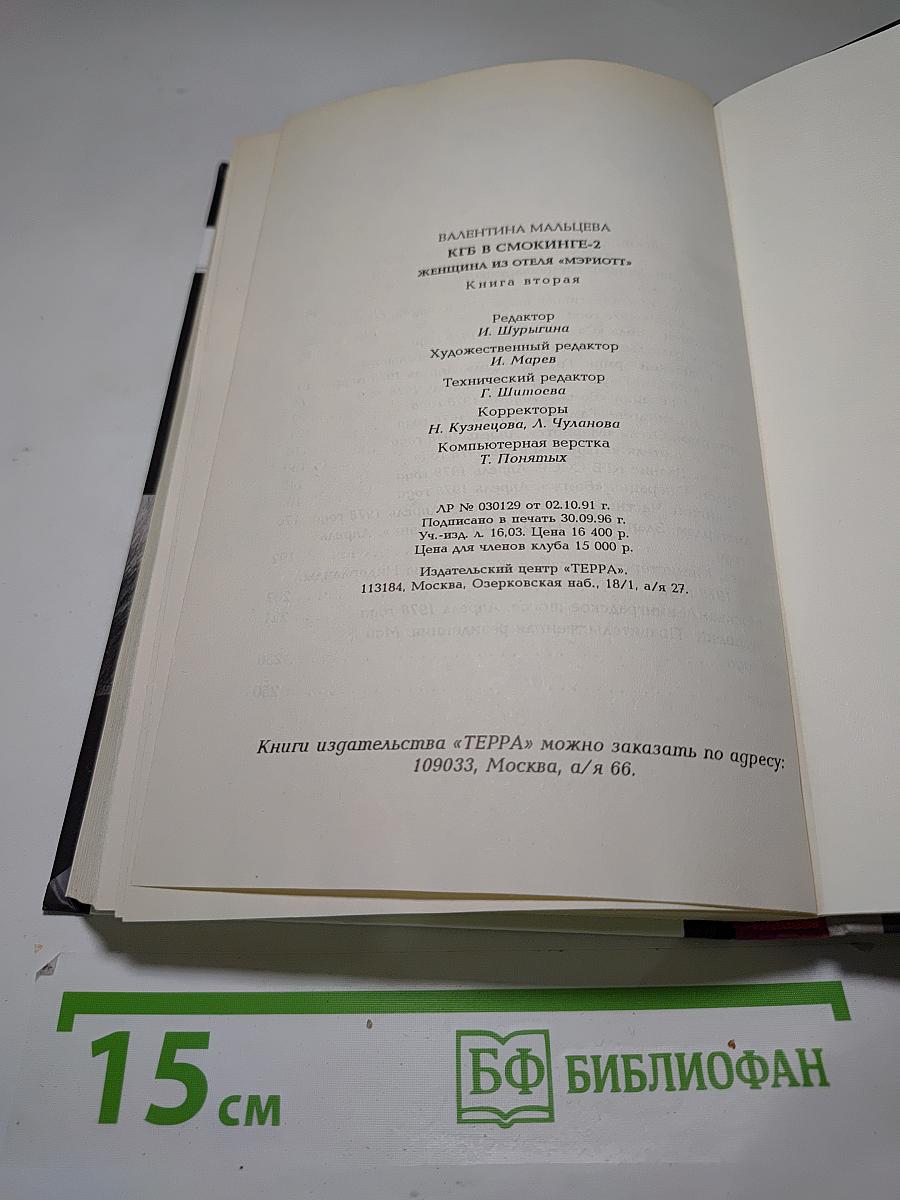 ВАЛЕНТИНА МАЛЬЦЕВА
КГБ В СМОКИНГЕ-2
ЖЕНЩИНА ИЗ ОТЕЛЯ «МЭРИОТТ»
Книга вторая
Редактор
И. Шурыгина
Художественный редактор
И. Марев
Технический редактор
Г. Шитоева
Корректоры
Н. Кузнецова, Л. Чуланова
Компьютерная верстка
Т. Понятых
ЛР № 030129 от 02.10.91 г.
Подписано в печать 30.09.96 г.
Уч.-изд. л. 16,03. Цена 16 400 р.
Цена для членов клуба 15 000 р.
Издательский центр «ТЕРРА».
113184, Москва, Озерковская наб., 18/1, а/я 27.
Книги издательства «ТЕРРА» можно заказать по адресу:
109033, Москва, а/я 66.
15 см
БФ БИБЛИОФАН